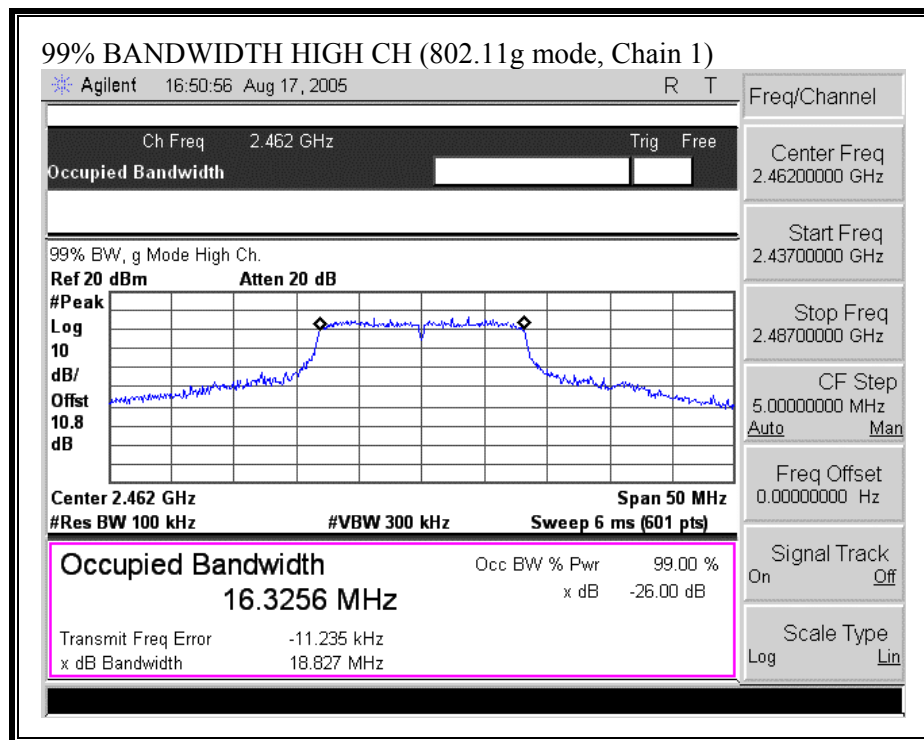 99% BANDWIDTH HIGH CH (802.11g mode, Chain 1)
Agilent 16:50:56 Aug 17, 2005 R T
Freq/Channel
Ch Freq 2.462 GHz Trig Free
Occupied Bandwidth
Center Freq
2.46200000 GHz
Start Freq
2.43700000 GHz
Stop Freq
2.48700000 GHz
CF Step
5.00000000 MHz
Auto Man
Freq Offset
0.00000000 Hz
Signal Track
On Off
Scale Type
Log Lin
99% BW, g Mode High Ch.
Ref 20 dBm Atten 20 dB
#Peak
Log
10
dB/
Offst
10.8
dB
Center 2.462 GHz Span 50 MHz
#Res BW 100 kHz #VBW 300 kHz Sweep 6 ms (601 pts)
Occupied Bandwidth Occ BW % Pwr 99.00 %
16.3256 MHz x dB -26.00 dB
Transmit Freq Error -11.235 kHz
x dB Bandwidth 18.827 MHz